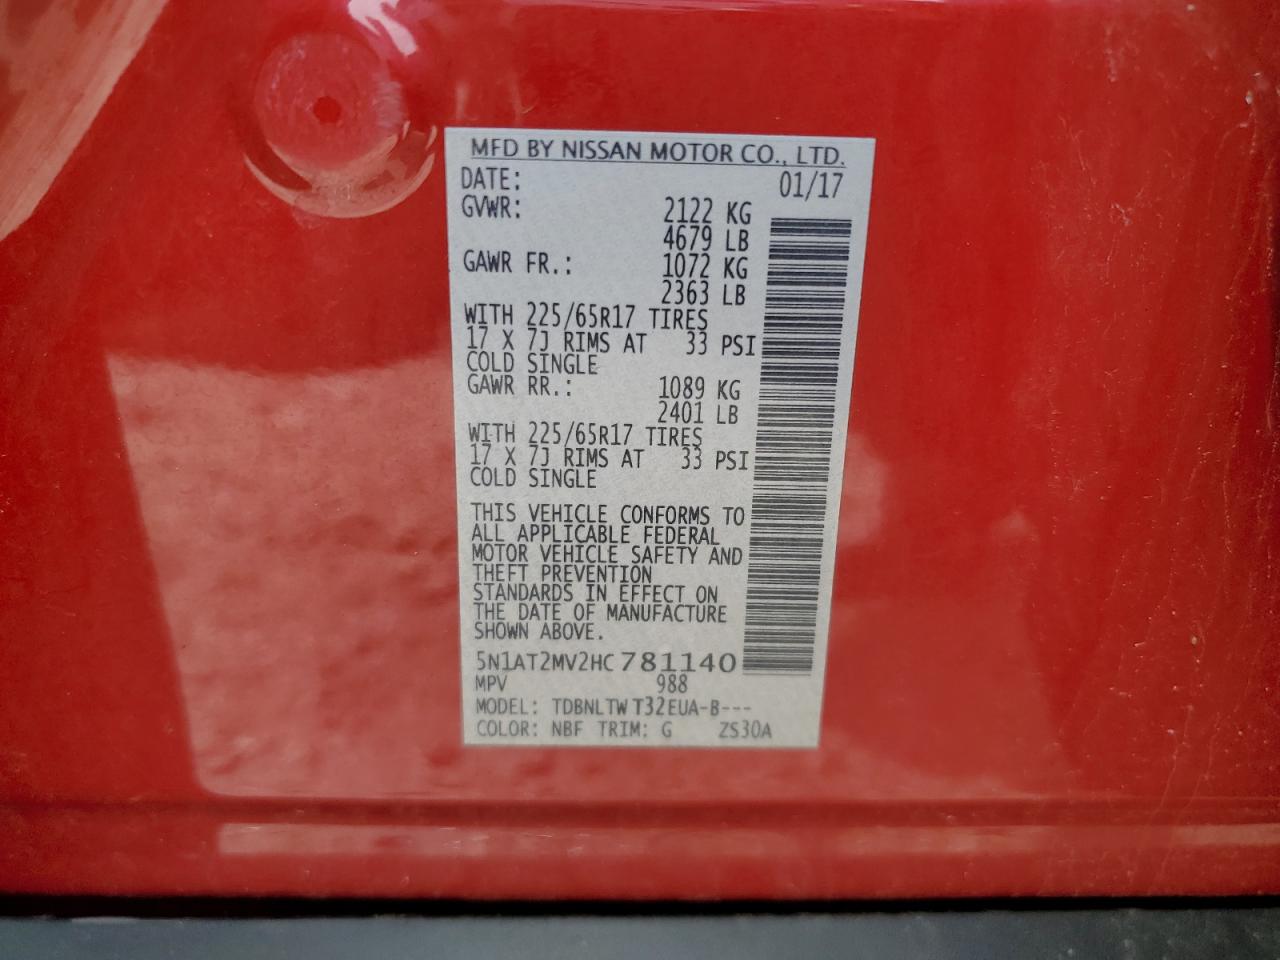 MFD BY NISSAN MOTOR CO., LTD.
DATE: 01/17
GVWR: 2122 KG
4679 LB
GAWR FR.: 1072 KG
2363 LB
WITH 225/65R17 TIRES
17 X 7J RIMS AT 33 PSI
COLD SINGLE
GAWR RR.: 1089 KG
2401 LB
WITH 225/65R17 TIRES
17 X 7J RIMS AT 33 PSI
COLD SINGLE
THIS VEHICLE CONFORMS TO
ALL APPLICABLE FEDERAL
MOTOR VEHICLE SAFETY AND
THEFT PREVENTION
STANDARDS IN EFFECT ON
THE DATE OF MANUFACTURE
SHOWN ABOVE.
5N1AT2MV2HC781140
MPV 988
MODEL: TDBNLTW T32EUA-B---
COLOR: NBF TRIM: G ZS30A